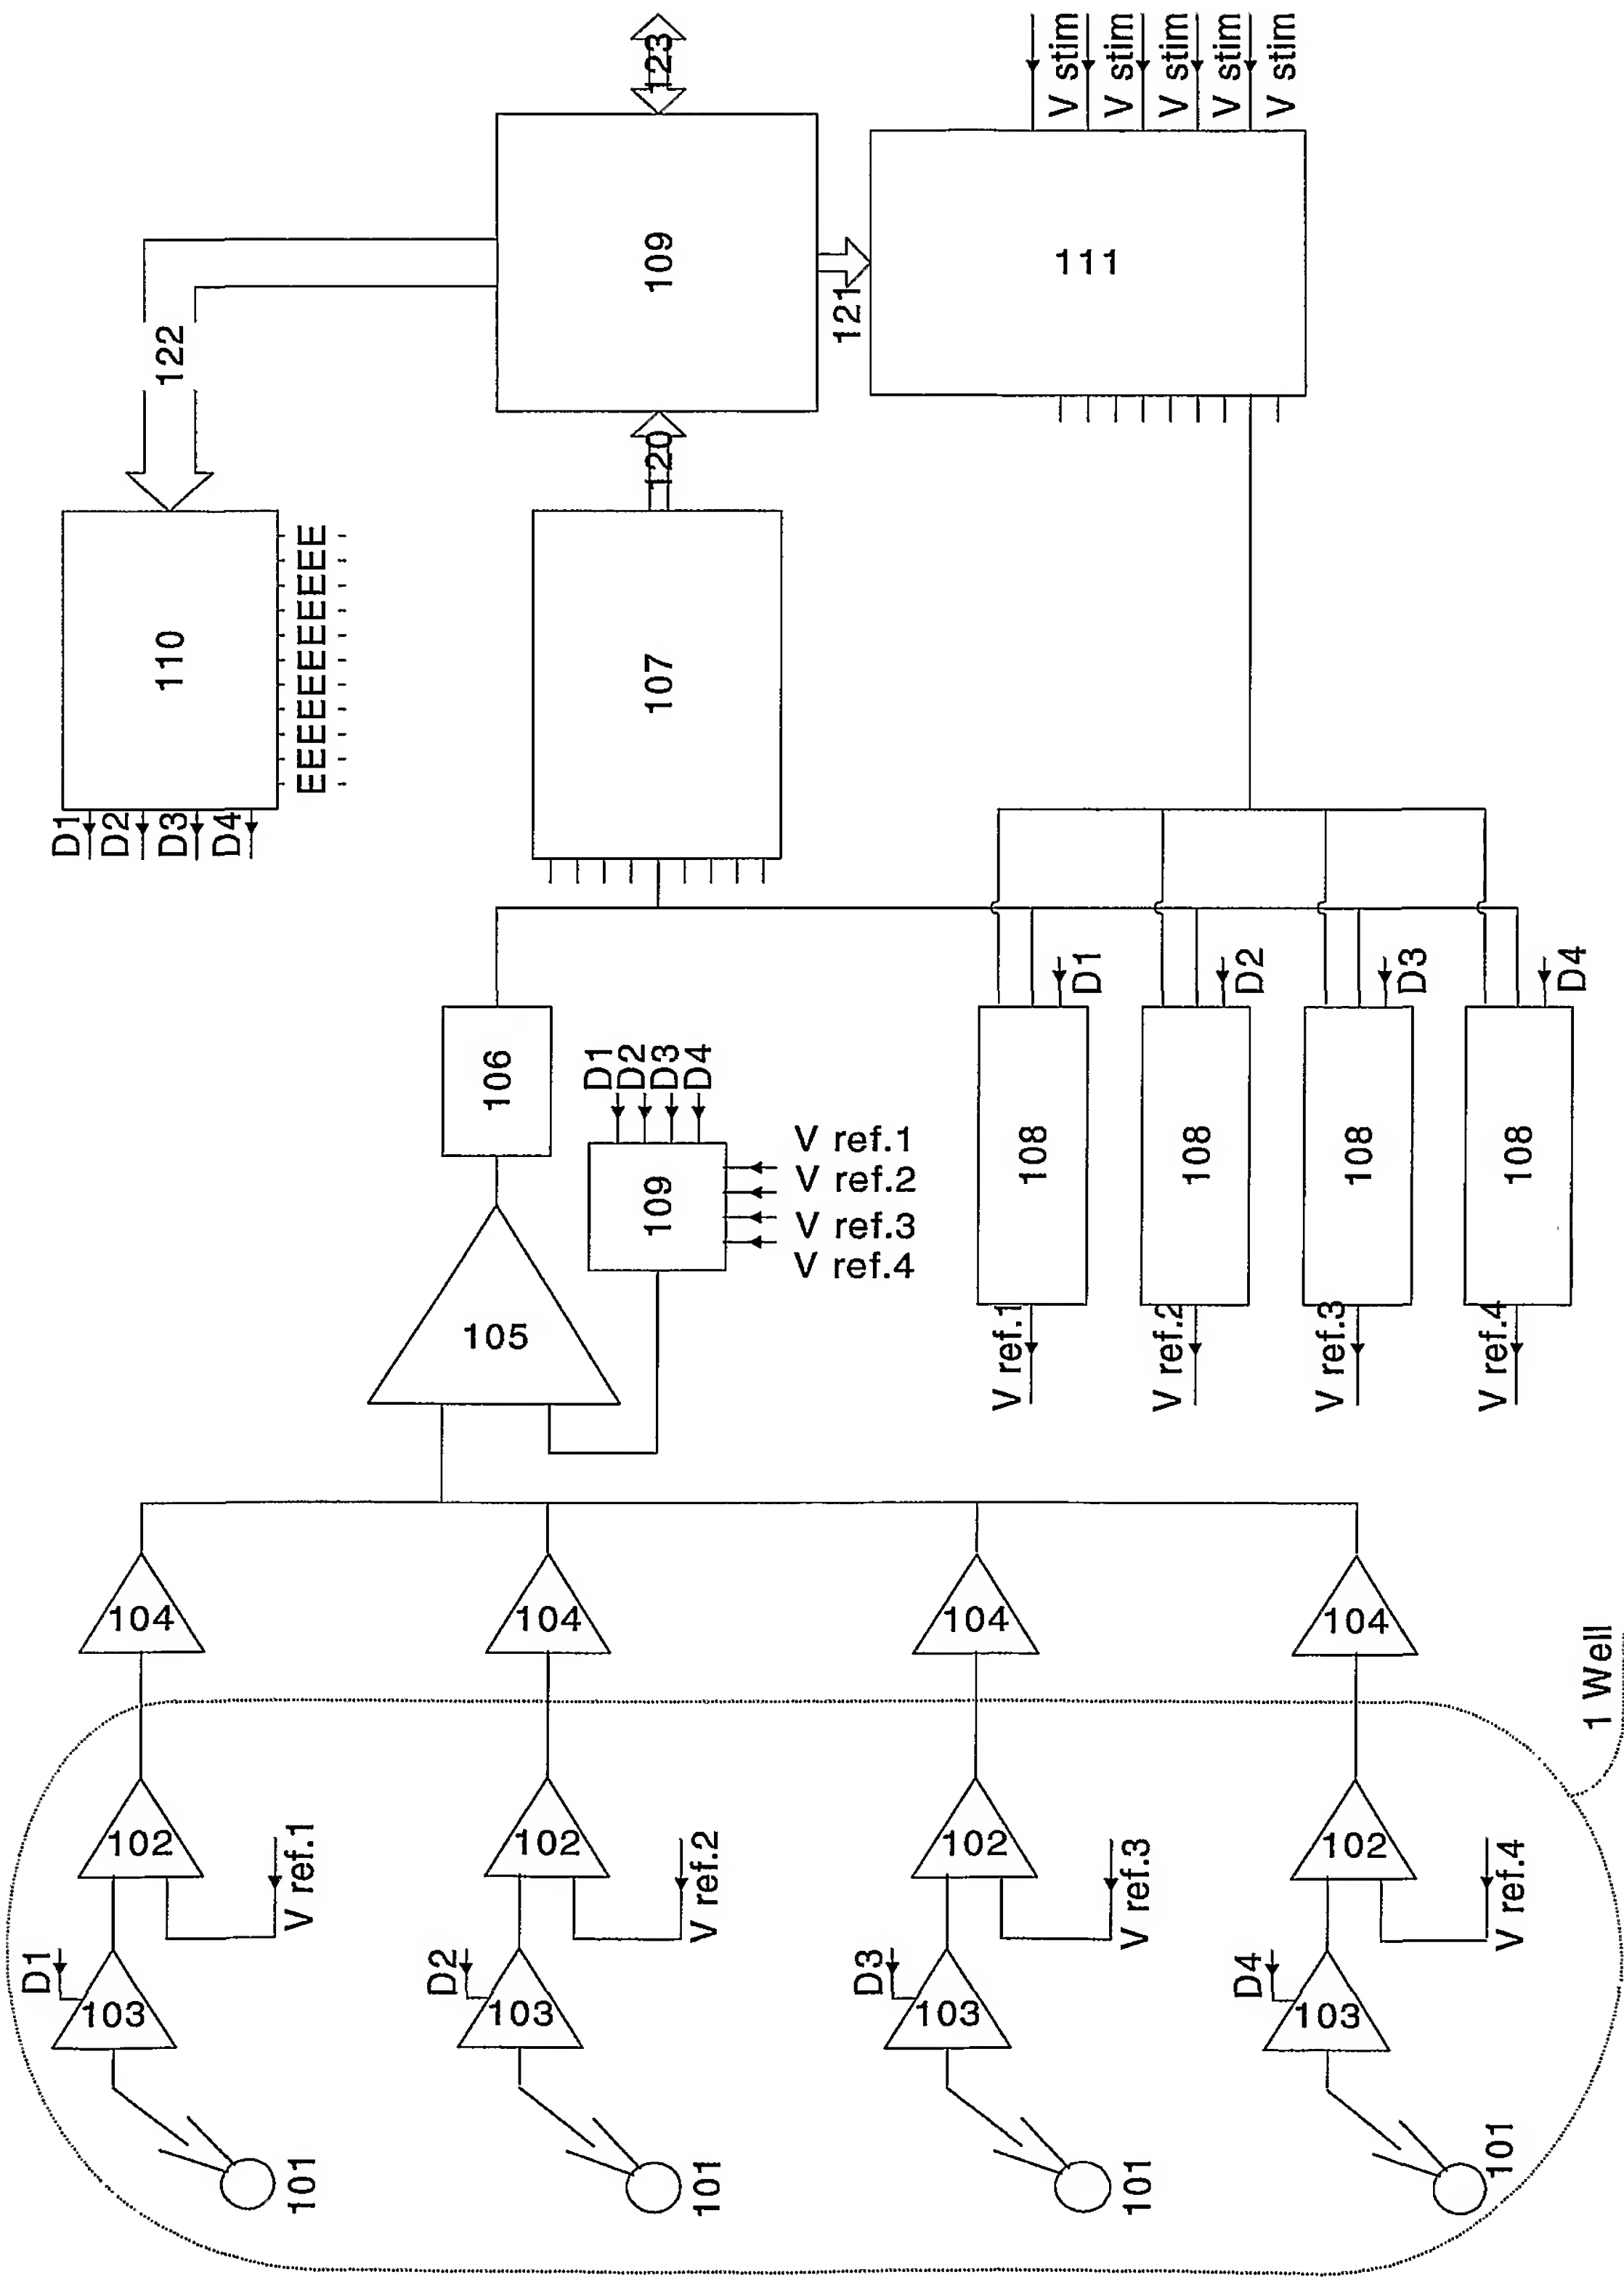 123
V stim
V stim
V stim
V stim
V stim
109
111
121
122
120
110
EEEEEEEEEEE
D1
D2
D3
D4
107
106
D1
D2
D3
D4
109
V ref.1
V ref.2
V ref.3
V ref.4
105
D1
D2
D3
D4
108
108
108
108
V ref.1
V ref.2
V ref.3
V ref.4
104
104
104
104
1 Well
102
102
102
102
V ref.1
V ref.2
V ref.3
V ref.4
D1
D2
D3
D4
103
103
103
103
101
101
101
101